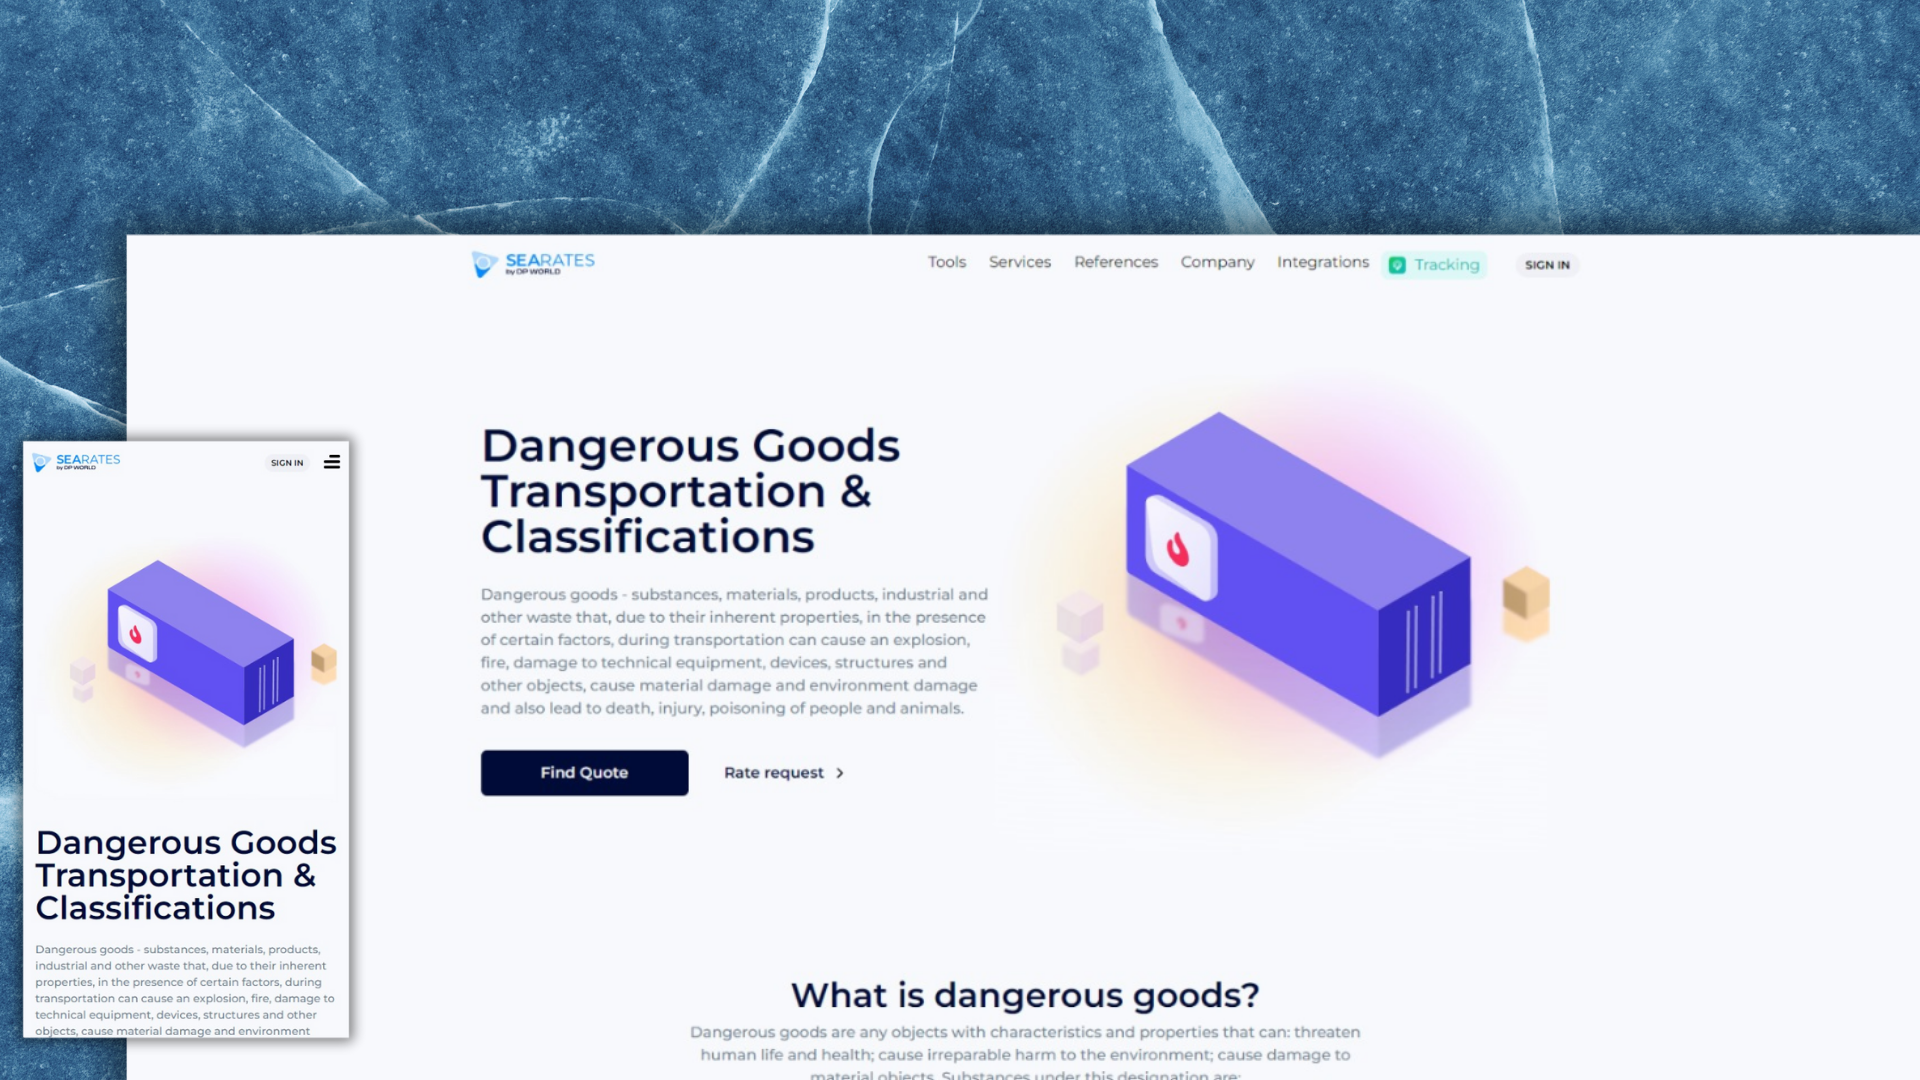 SEARATES
by DP WORLD
Tools Services References Company Integrations Tracking SIGN IN
Dangerous Goods
Transportation &
Classifications
Dangerous goods - substances, materials, products, industrial and
other waste that, due to their inherent properties, in the presence
of certain factors, during transportation can cause an explosion,
fire, damage to technical equipment, devices, structures and
other objects, cause material damage and environment damage
and also lead to death, injury, poisoning of people and animals.
Find Quote Rate request
What is dangerous goods?
Dangerous goods are any objects with characteristics and properties that can: threaten
human life and health; cause irreparable harm to the environment; cause damage to
material objects. Substances under this designation are:
SEARATES
by DP WORLD
SIGN IN
Dangerous Goods
Transportation &
Classifications
Dangerous goods - substances, materials, products,
industrial and other waste that, due to their inherent
properties, in the presence of certain factors, during
transportation can cause an explosion, fire, damage to
technical equipment, devices, structures and other
objects, cause material damage and environment